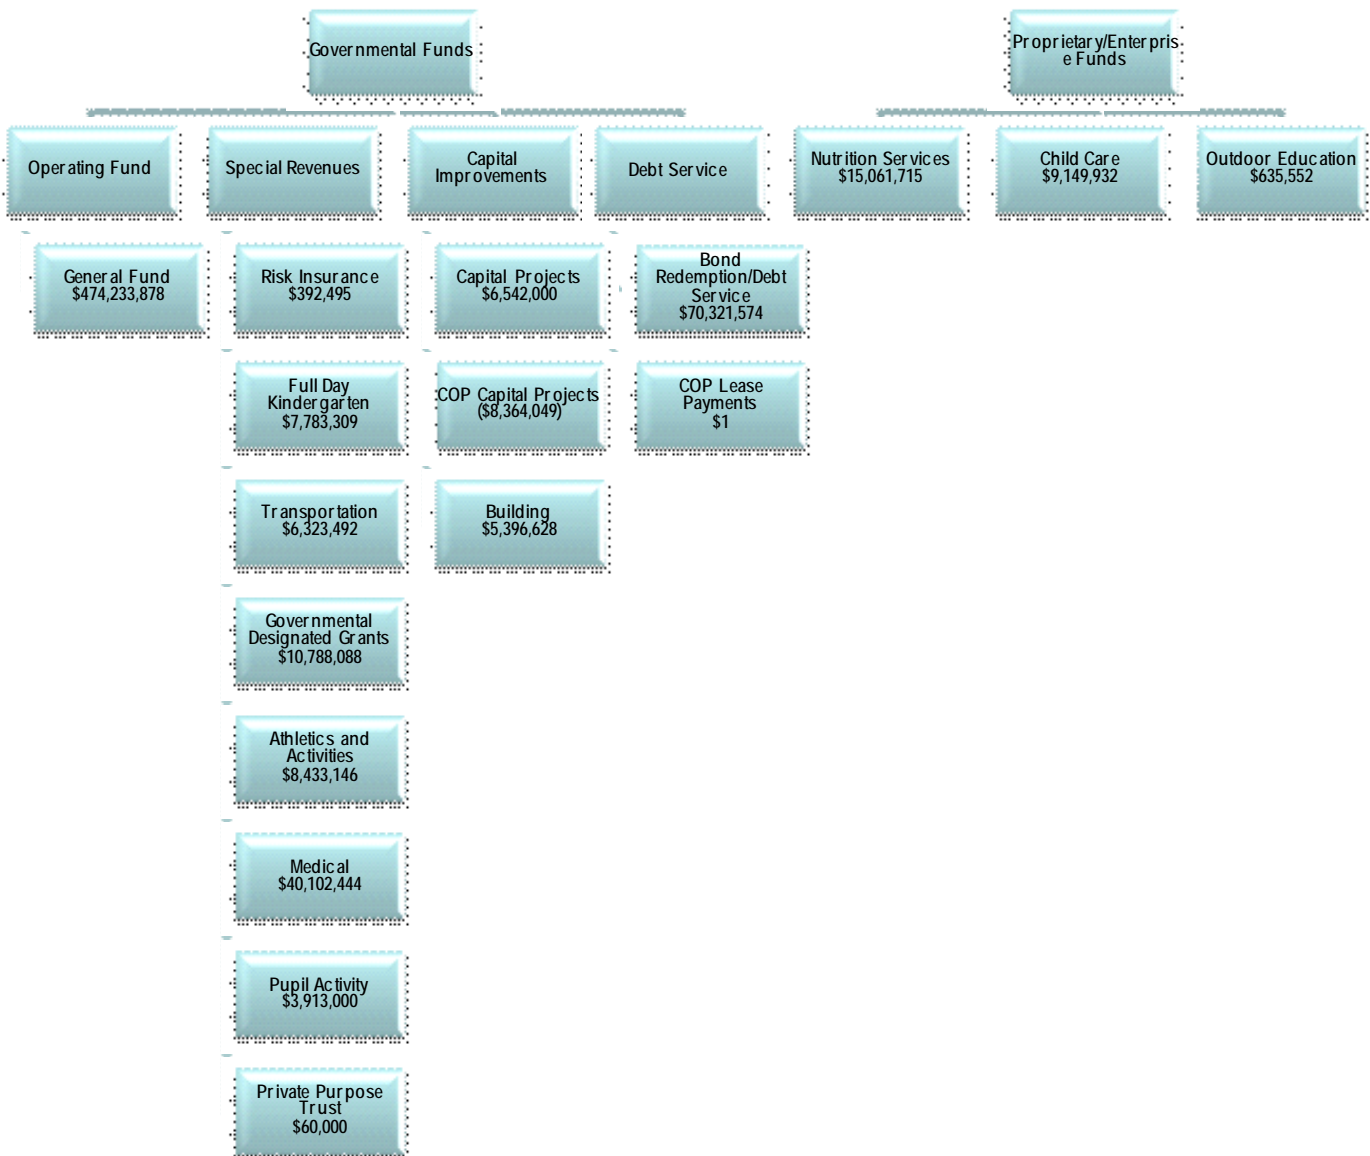 Governmental Funds
Proprietary/Enterpris
e Funds
Operating Fund
Special Revenues
Capital
Improvements
Debt Service
Nutrition Services
$15,061,715
Child Care
$9,149,932
Outdoor Education
$635,552
General Fund
$474,233,878
Risk Insurance
$392,495
Capital Projects
$6,542,000
Bond
Redemption/Debt
Service
$70,321,574
Full Day
Kindergarten
$7,783,309
COP Capital Projects
($8,364,049)
COP Lease
Payments
$1
Transportation
$6,323,492
Building
$5,396,628
Governmental
Designated Grants
$10,788,088
Athletics and
Activities
$8,433,146
Medical
$40,102,444
Pupil Activity
$3,913,000
Private Purpose
Trust
$60,000